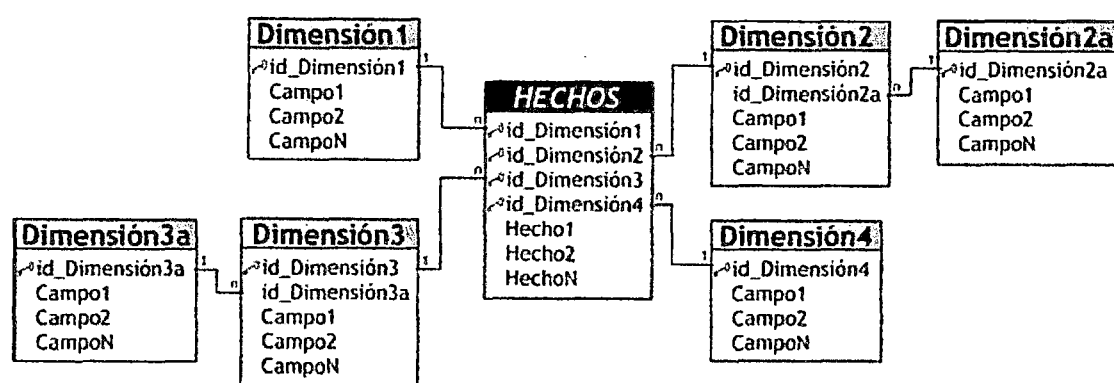 Dimensión1
id_Dimensión1
Campo1
Campo2
CampoN
1
n
HECHOS
id_Dimensión1
id_Dimensión2
id_Dimensión3
id_Dimensión4
Hecho1
Hecho2
HechoN
n
n
n
Dimensión2
id_Dimensión2
id_Dimensión2a
Campo1
Campo2
CampoN
1
n
Dimensión2a
id_Dimensión2a
Campo1
Campo2
CampoN
1
Dimensión3a
id_Dimensión3a
Campo1
Campo2
CampoN
1
n
Dimensión3
id_Dimensión3
id_Dimensión3a
Campo1
Campo2
CampoN
1
Dimensión4
id_Dimensión4
Campo1
Campo2
CampoN
1